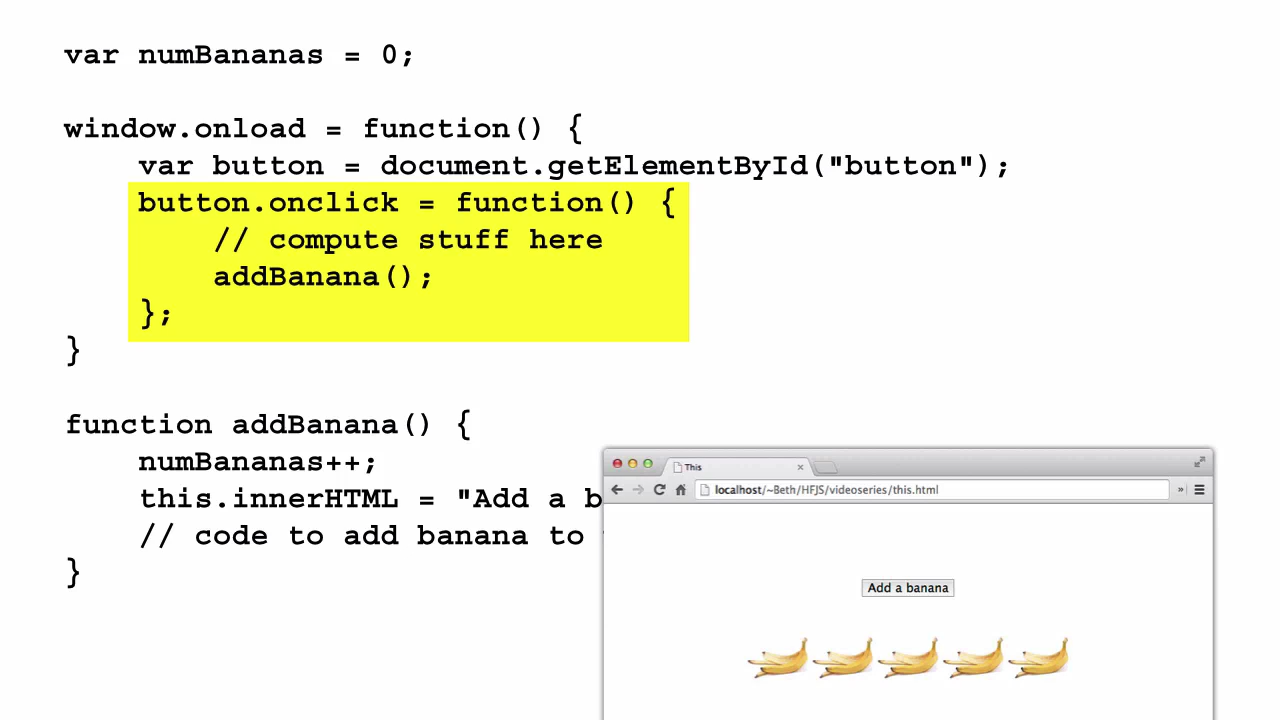 var numBananas = 0;
window.onload = function() {
var button = document.getElementById("button");
button.onclick = function() {
// compute stuff here
addBanana();
};
}
function addBanana() {
numBananas++;
this.innerHTML = "Add a b
// code to add banana to
}
This
localhost/~Beth/HFJS/videoseries/this.html
Add a banana